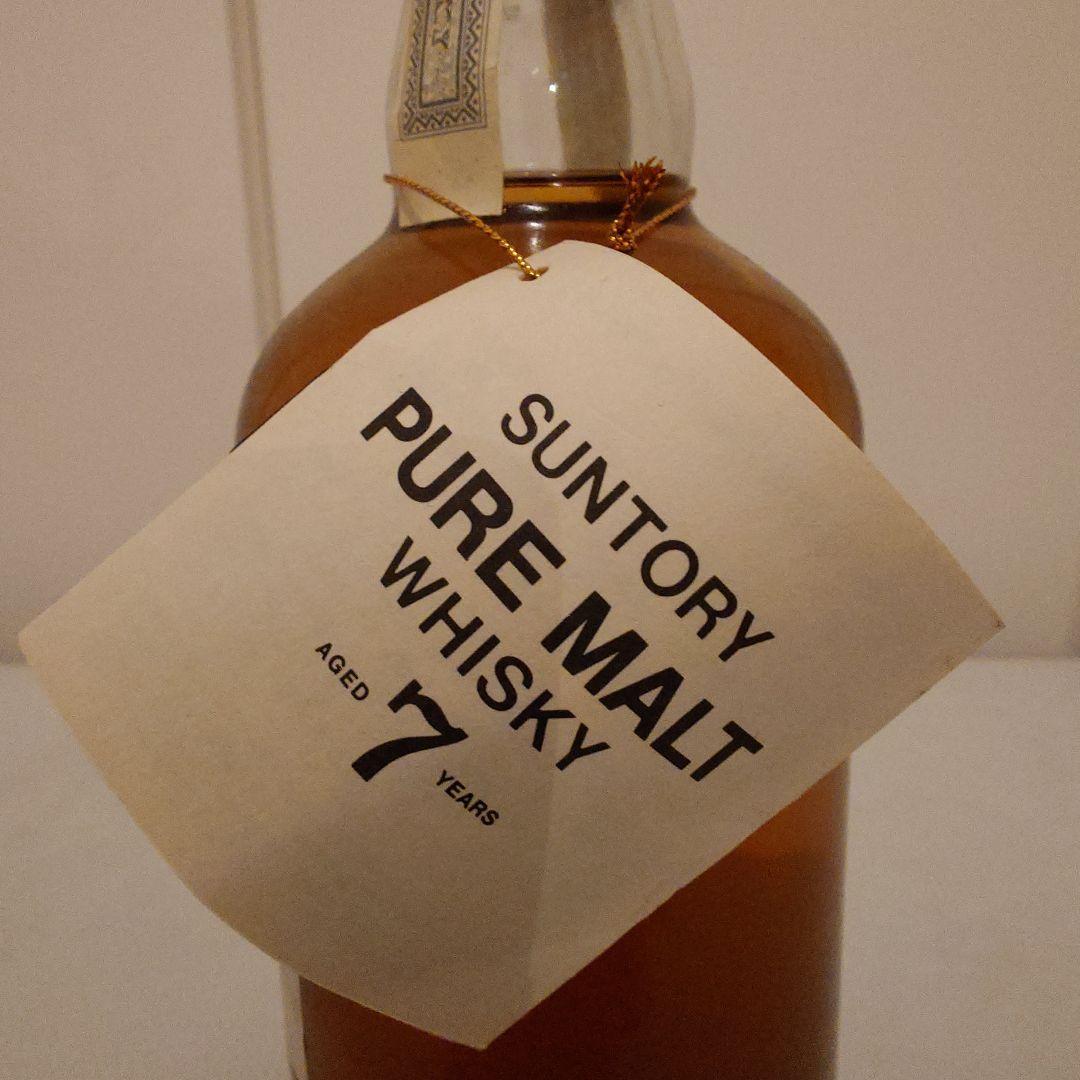 SUNTORY
PURE MALT
WHISKY
AGED 7 YEARS